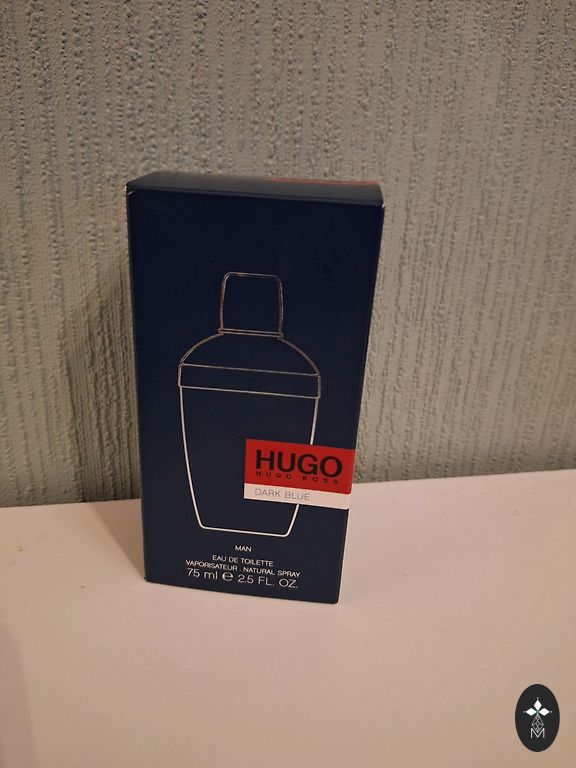 HUGO
HUGO BOSS
DARK BLUE
MAN
EAU DE TOILETTE
VAPORISATEUR . NATURAL SPRAY
75 ml ℮ 2.5 FL. OZ.
M